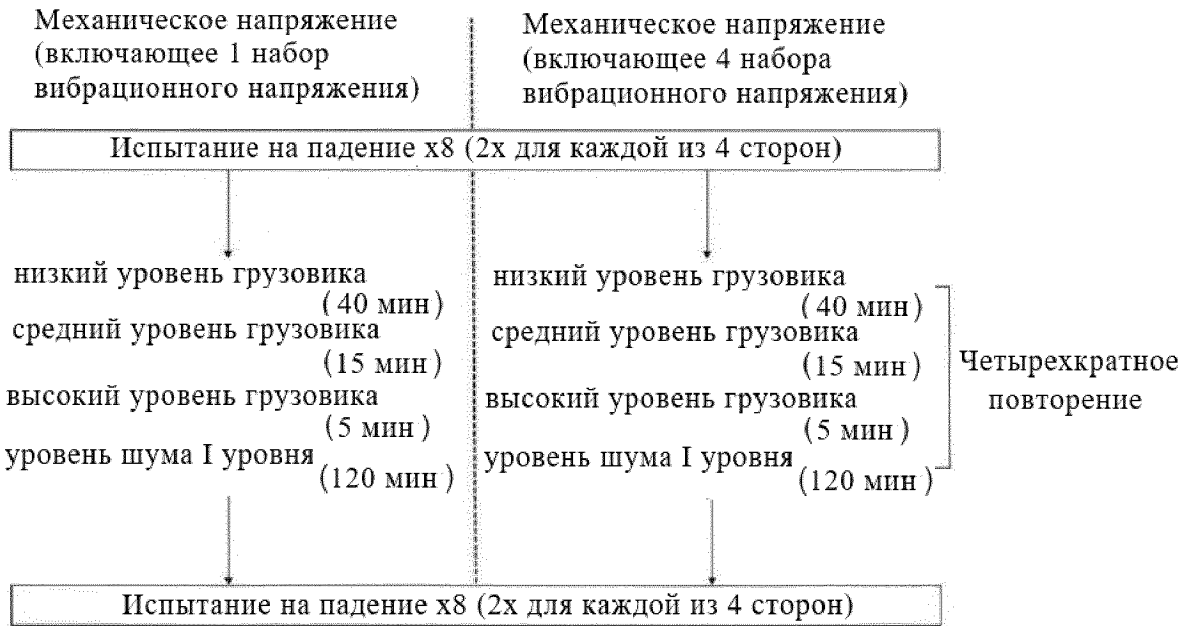 Механическое напряжение
(включающее 1 набор
вибрационного напряжения)
Механическое напряжение
(включающее 4 набора
вибрационного напряжения)
Испытание на падение x8 (2x для каждой из 4 сторон)
низкий уровень грузовика
(40 мин)
средний уровень грузовика
(15 мин)
высокий уровень грузовика
(5 мин)
уровень шума I уровня
(120 мин)
низкий уровень грузовика
(40 мин)
средний уровень грузовика
(15 мин)
высокий уровень грузовика
(5 мин)
уровень шума I уровня
(120 мин)
Четырехкратное
повторение
Испытание на падение x8 (2x для каждой из 4 сторон)